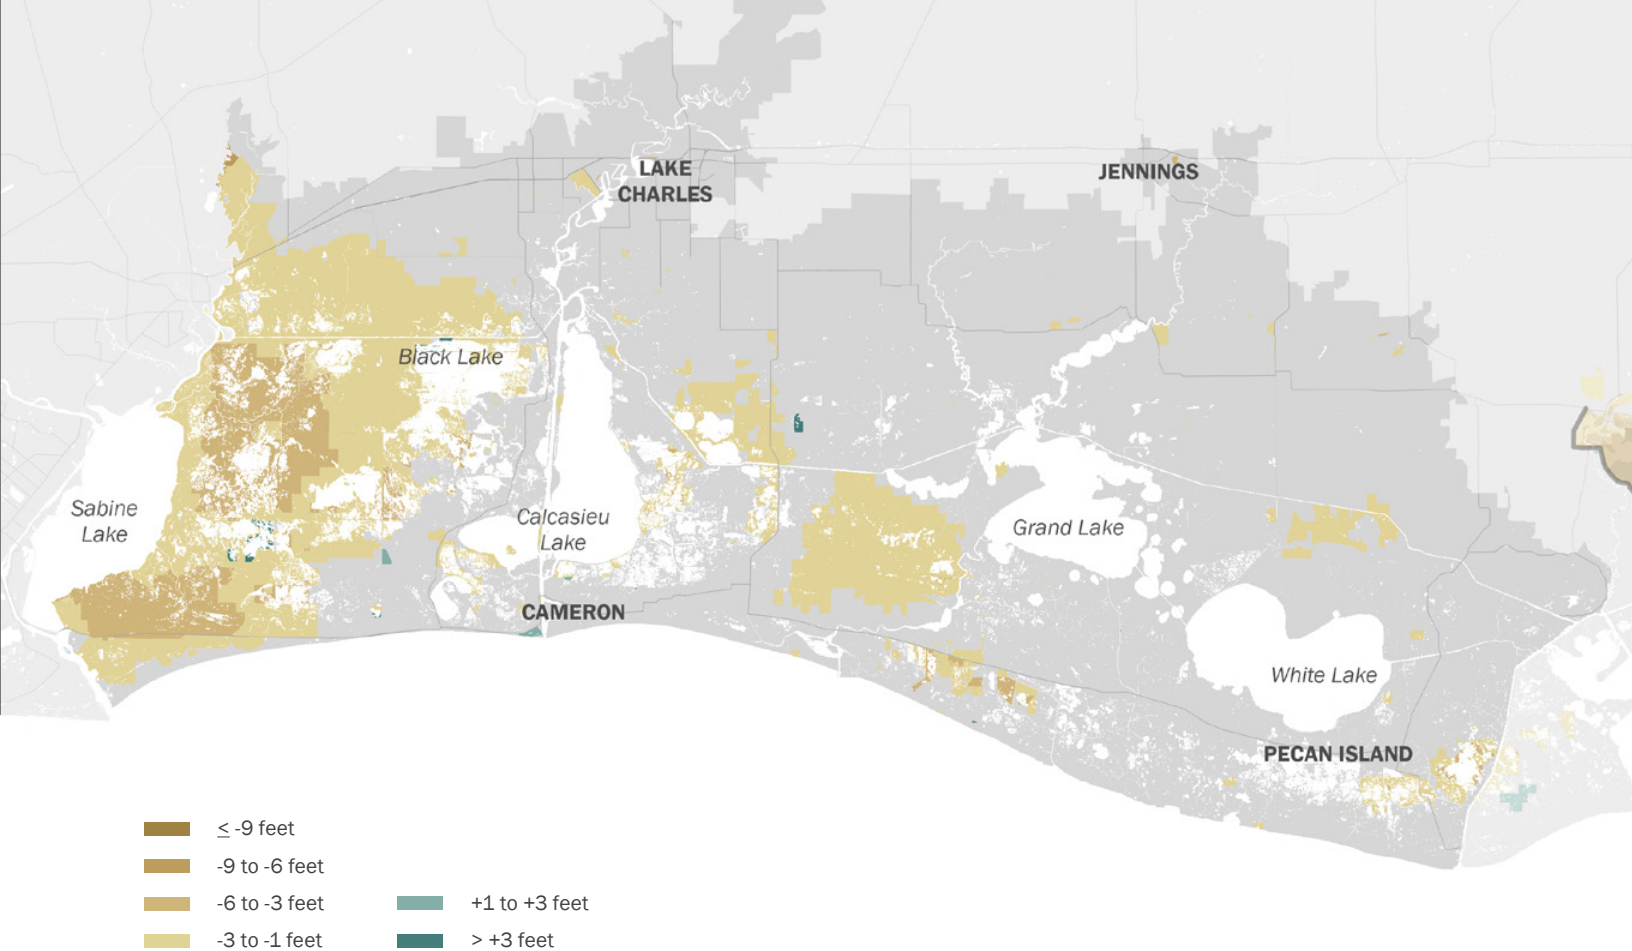 LAKE
CHARLES
JENNINGS
Black Lake
Sabine
Lake
Calcasieu
Lake
Grand Lake
CAMERON
White Lake
PECAN ISLAND
< -9 feet
-9 to -6 feet
-6 to -3 feet
+1 to +3 feet
-3 to -1 feet
> +3 feet